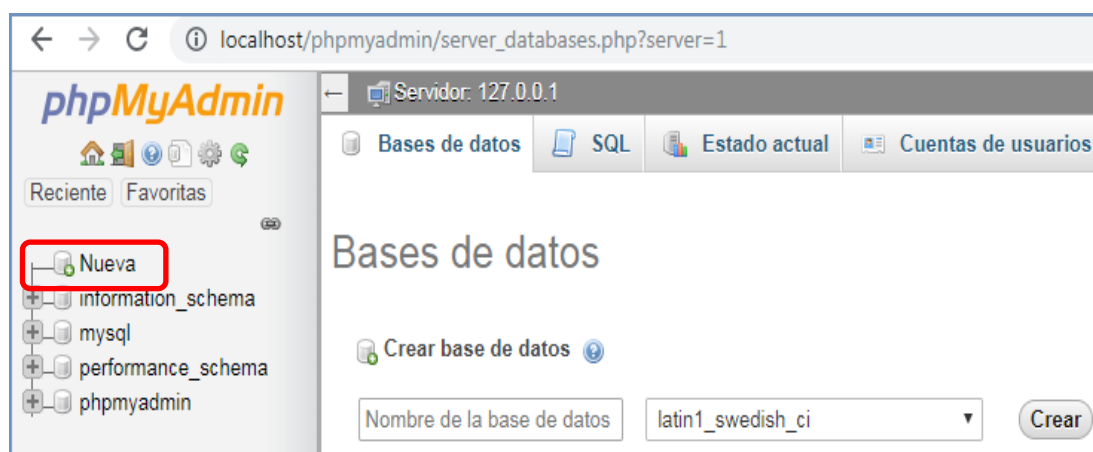 localhost/phpmyadmin/server_databases.php?server=1
phpMyAdmin
Reciente Favoritas
Nueva
information_schema
mysql
performance_schema
phpmyadmin
← Servidor: 127.0.0.1
Bases de datos SQL Estado actual Cuentas de usuarios
Bases de datos
Crear base de datos
Nombre de la base de datos latin1_swedish_ci Crear